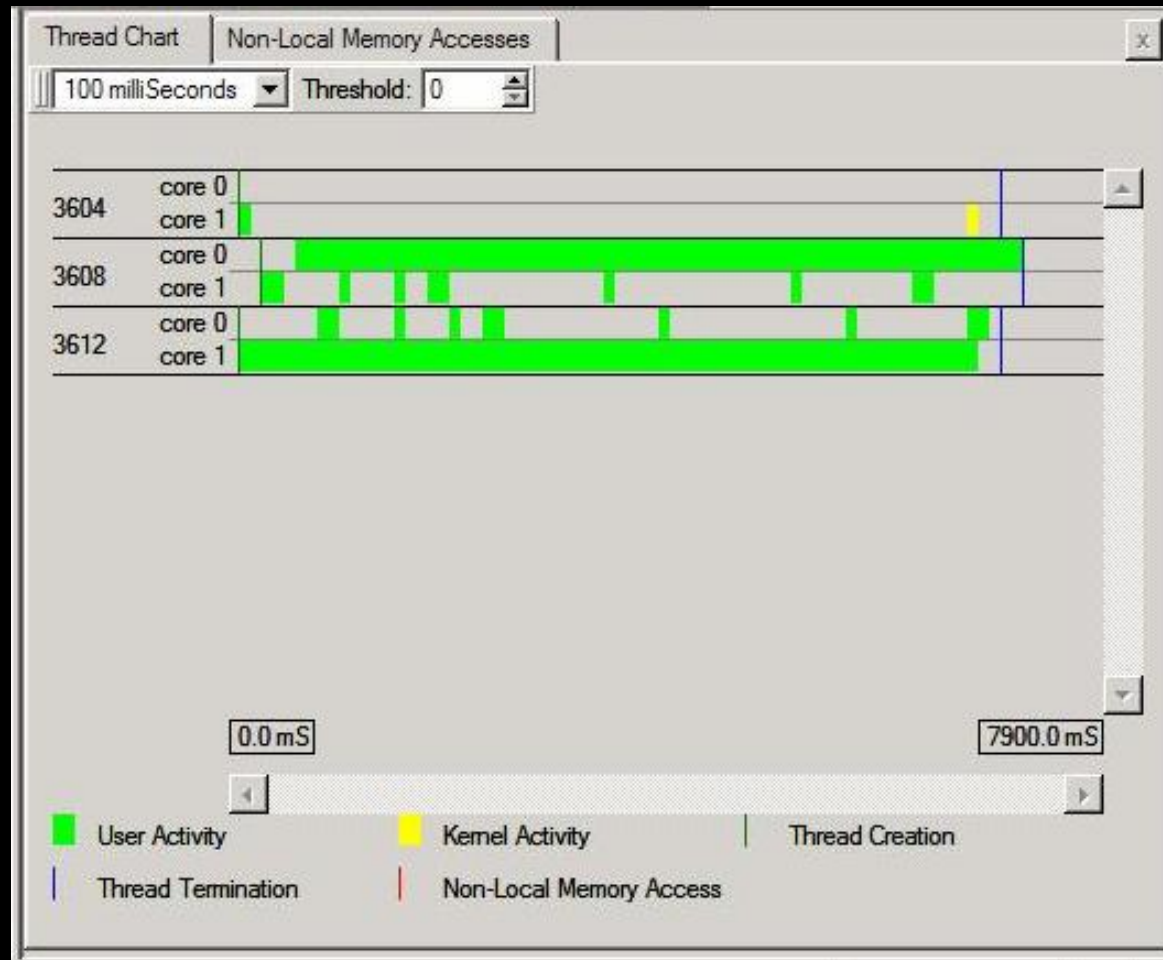 Thread Chart Non-Local Memory Accesses x
100 milliSeconds Threshold: 0
3604 core 0
core 1
3608 core 0
core 1
3612 core 0
core 1
0.0 mS 7900.0 mS
User Activity Kernel Activity Thread Creation
Thread Termination Non-Local Memory Access